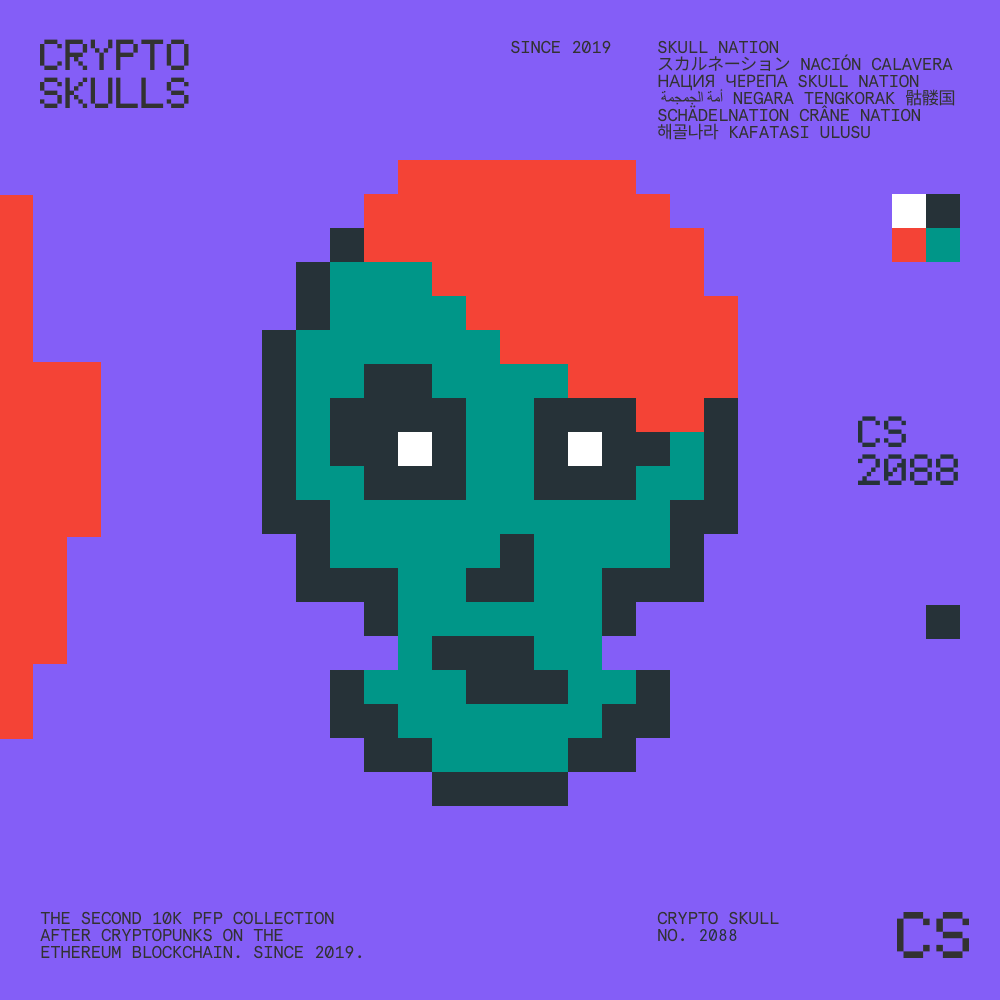 CRYPTO
SKULLS
SINCE 2019
SKULL NATION
スカルネーション NACIÓN CALAVERA
НАЦИЯ ЧЕРЕПА SKULL NATION
أمة الجمجمة NEGARA TENGKORAK 骷髅国
SCHÄDELNATION CRÂNE NATION
해골나라 KAFATASI ULUSU
CS
2088
THE SECOND 10K PFP COLLECTION
AFTER CRYPTOPUNKS ON THE
ETHEREUM BLOCKCHAIN. SINCE 2019.
CRYPTO SKULL
NO. 2088
CS